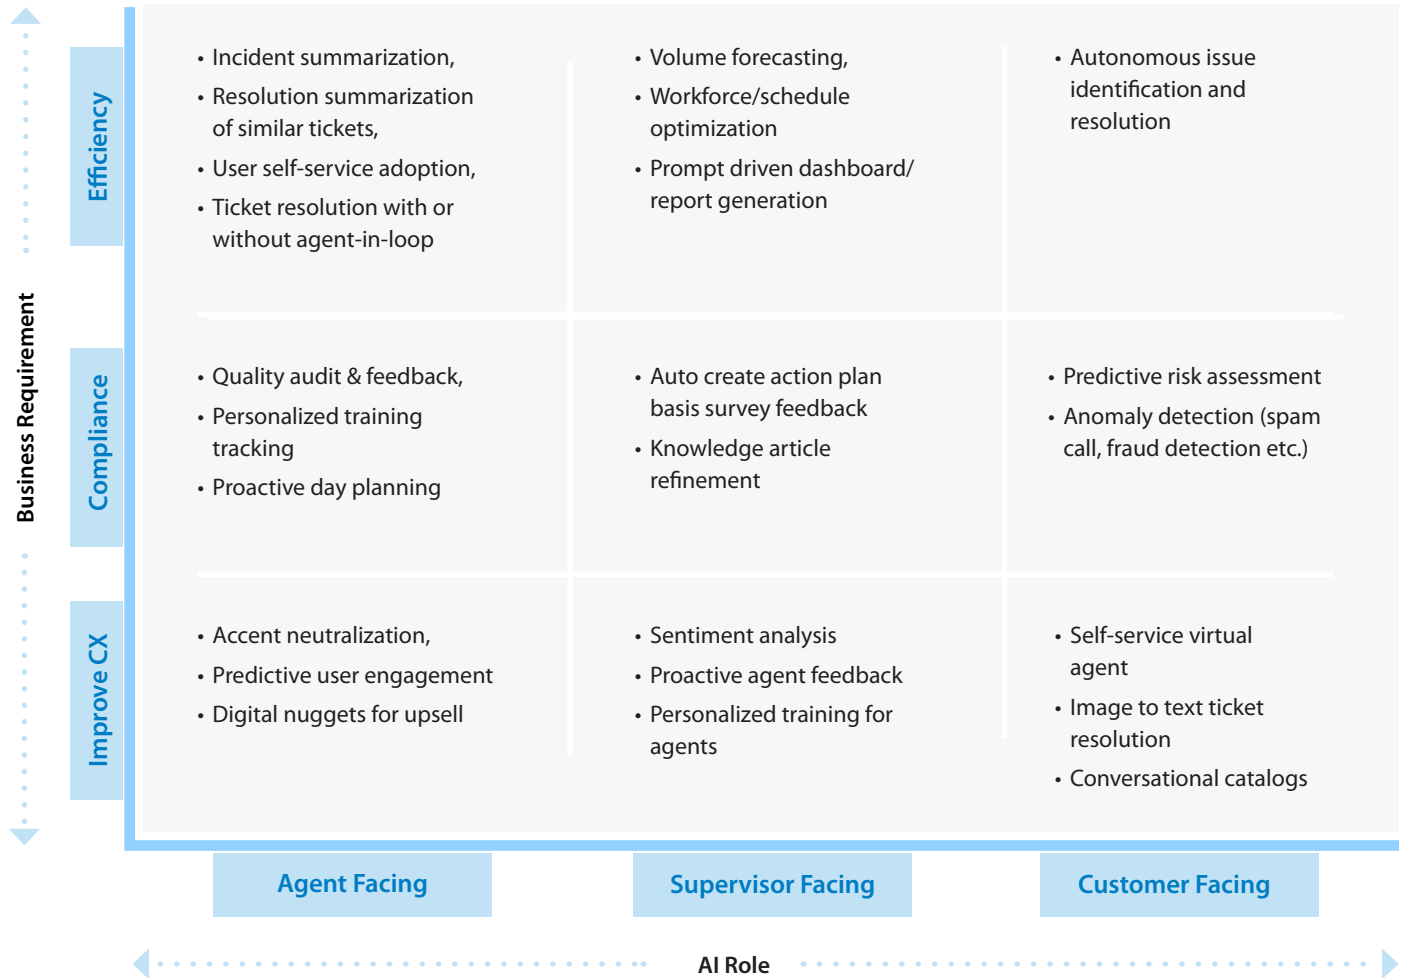 Business Requirement
Efficiency
• Incident summarization,
• Resolution summarization
of similar tickets,
• User self-service adoption,
• Ticket resolution with or
without agent-in-loop
• Volume forecasting,
• Workforce/schedule
optimization
• Prompt driven dashboard/
report generation
• Autonomous issue
identification and
resolution
Compliance
• Quality audit & feedback,
• Personalized training
tracking
• Proactive day planning
• Auto create action plan
basis survey feedback
• Knowledge article
refinement
• Predictive risk assessment
• Anomaly detection (spam
call, fraud detection etc.)
Improve CX
• Accent neutralization,
• Predictive user engagement
• Digital nuggets for upsell
• Sentiment analysis
• Proactive agent feedback
• Personalized training for
agents
• Self-service virtual
agent
• Image to text ticket
resolution
• Conversational catalogs
Agent Facing
Supervisor Facing
Customer Facing
AI Role